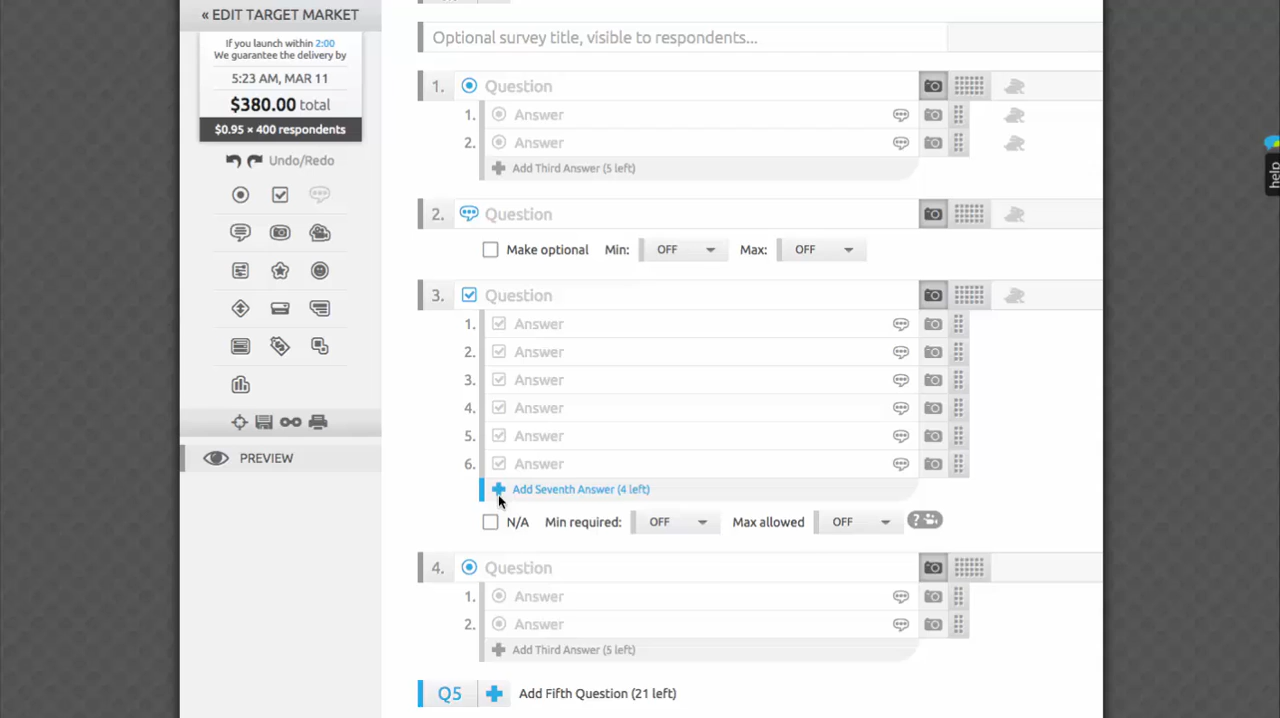 « EDIT TARGET MARKET
If you launch within 2:00
We guarantee the delivery by
5:23 AM, MAR 11
$380.00 total
$0.95 × 400 respondents
Undo/Redo
PREVIEW
Optional survey title, visible to respondents...
1. Question
1. Answer
2. Answer
Add Third Answer (5 left)
2. Question
Make optional Min: OFF Max: OFF
3. Question
1. Answer
2. Answer
3. Answer
4. Answer
5. Answer
6. Answer
Add Seventh Answer (4 left)
N/A Min required: OFF Max allowed OFF ?
4. Question
1. Answer
2. Answer
Add Third Answer (5 left)
Q5 Add Fifth Question (21 left)
help